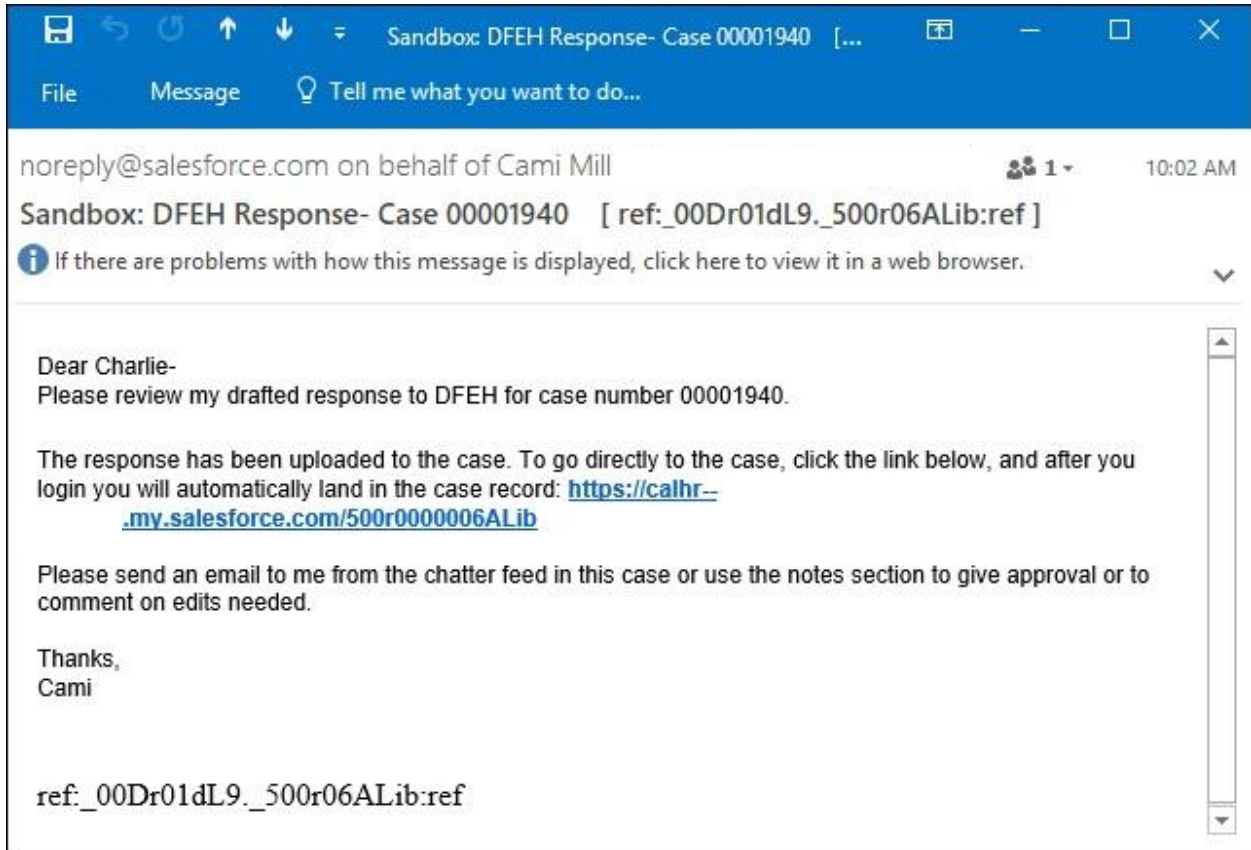 Sandbox: DFEH Response- Case 00001940 [...
File Message Tell me what you want to do...
noreply@salesforce.com on behalf of Cami Mill
1
10:02 AM
Sandbox: DFEH Response- Case 00001940 [ ref:_00Dr01dL9._500r06ALib:ref ]
If there are problems with how this message is displayed, click here to view it in a web browser.
Dear Charlie-
Please review my drafted response to DFEH for case number 00001940.
The response has been uploaded to the case. To go directly to the case, click the link below, and after you
login you will automatically land in the case record: https://calhr--
.my.salesforce.com/500r0000006ALib
Please send an email to me from the chatter feed in this case or use the notes section to give approval or to
comment on edits needed.
Thanks,
Cami
ref:_00Dr01dL9._500r06ALib:ref